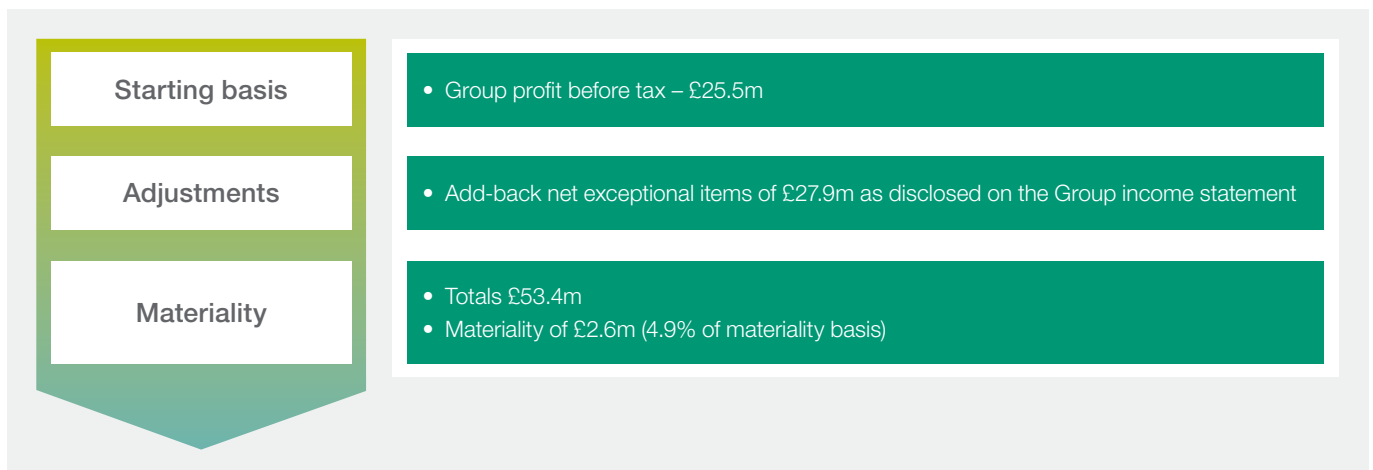 Starting basis
• Group profit before tax – £25.5m
Adjustments
• Add-back net exceptional items of £27.9m as disclosed on the Group income statement
Materiality
• Totals £53.4m
• Materiality of £2.6m (4.9% of materiality basis)